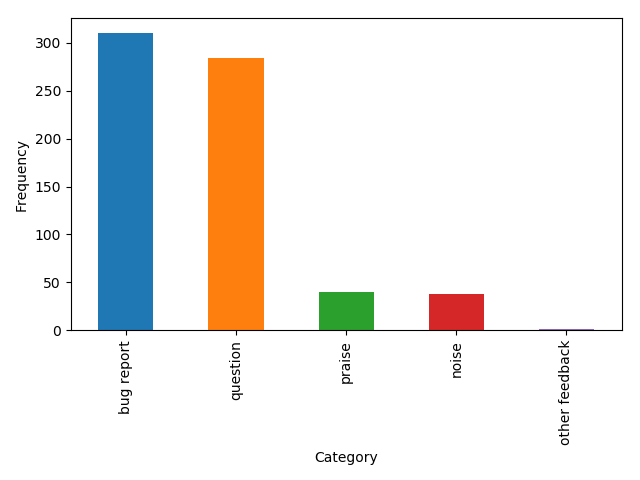 300
250
200
150
100
50
0
Frequency
bug report
question
praise
noise
other feedback
Category